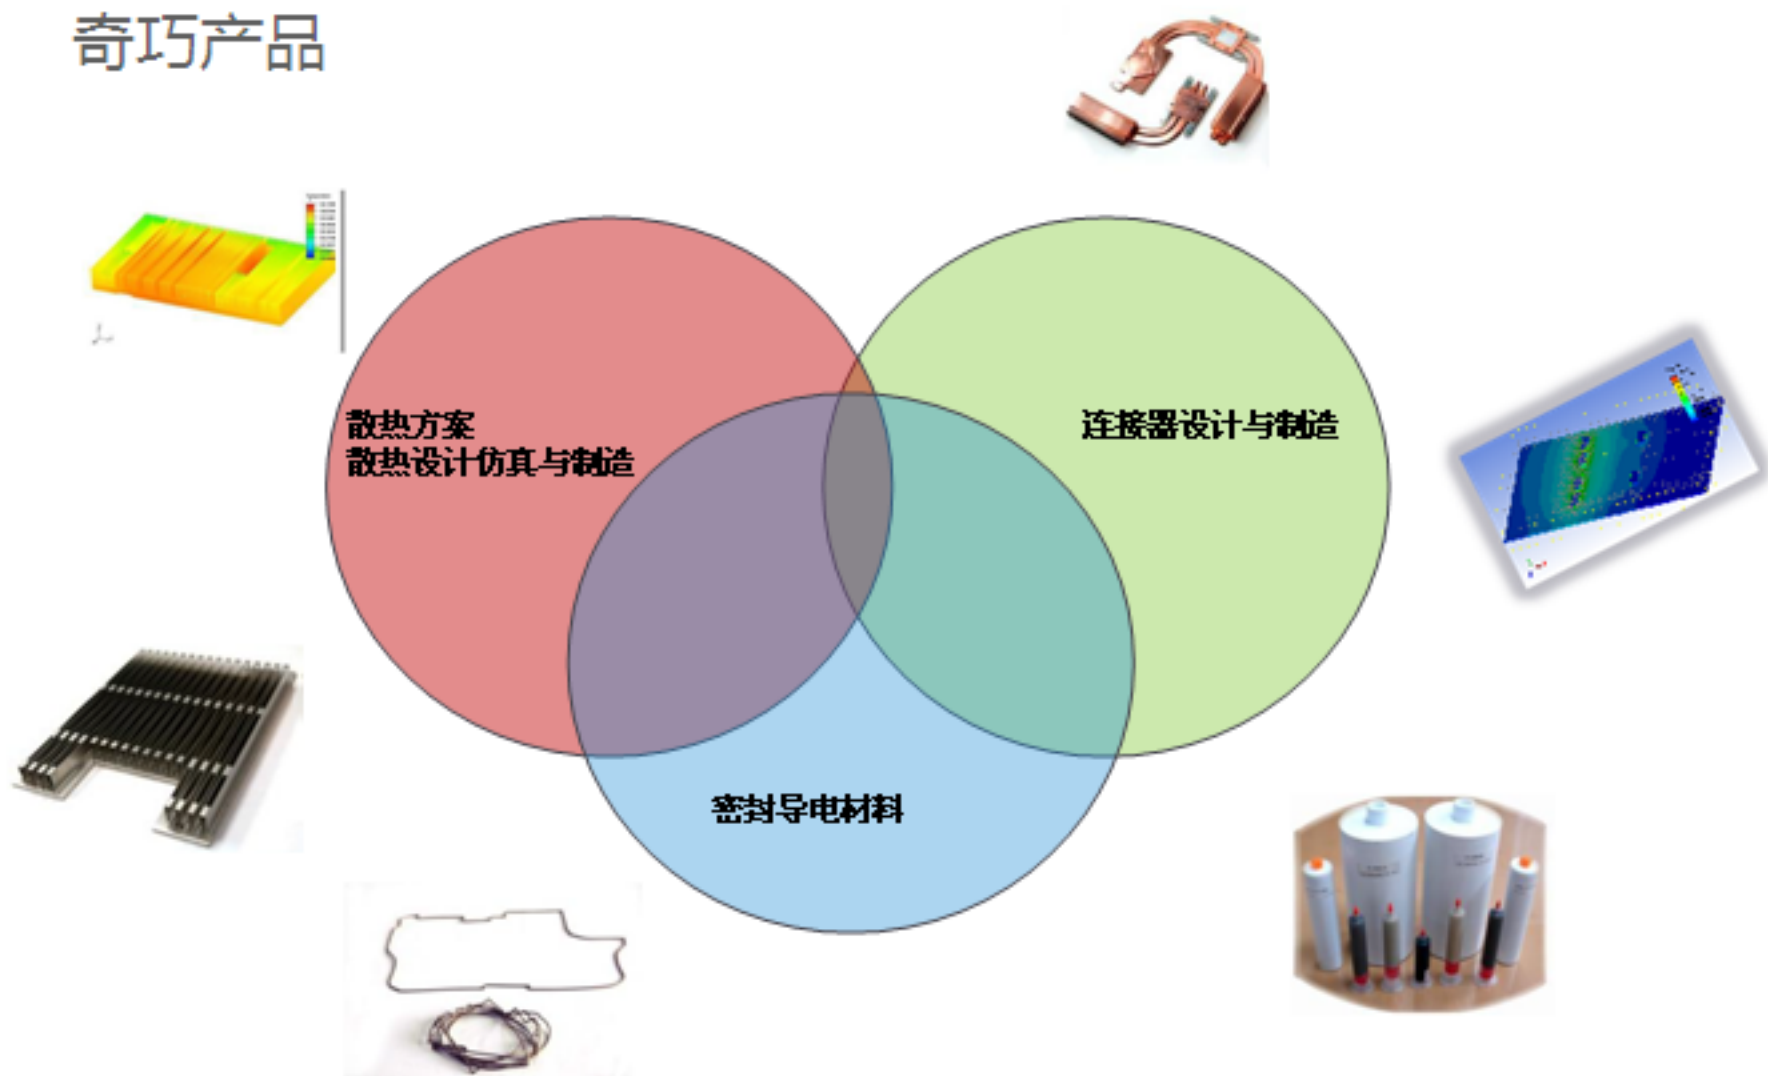 奇巧产品
散热方案
散热设计仿真与制造
连接器设计与制造
密封导电材料